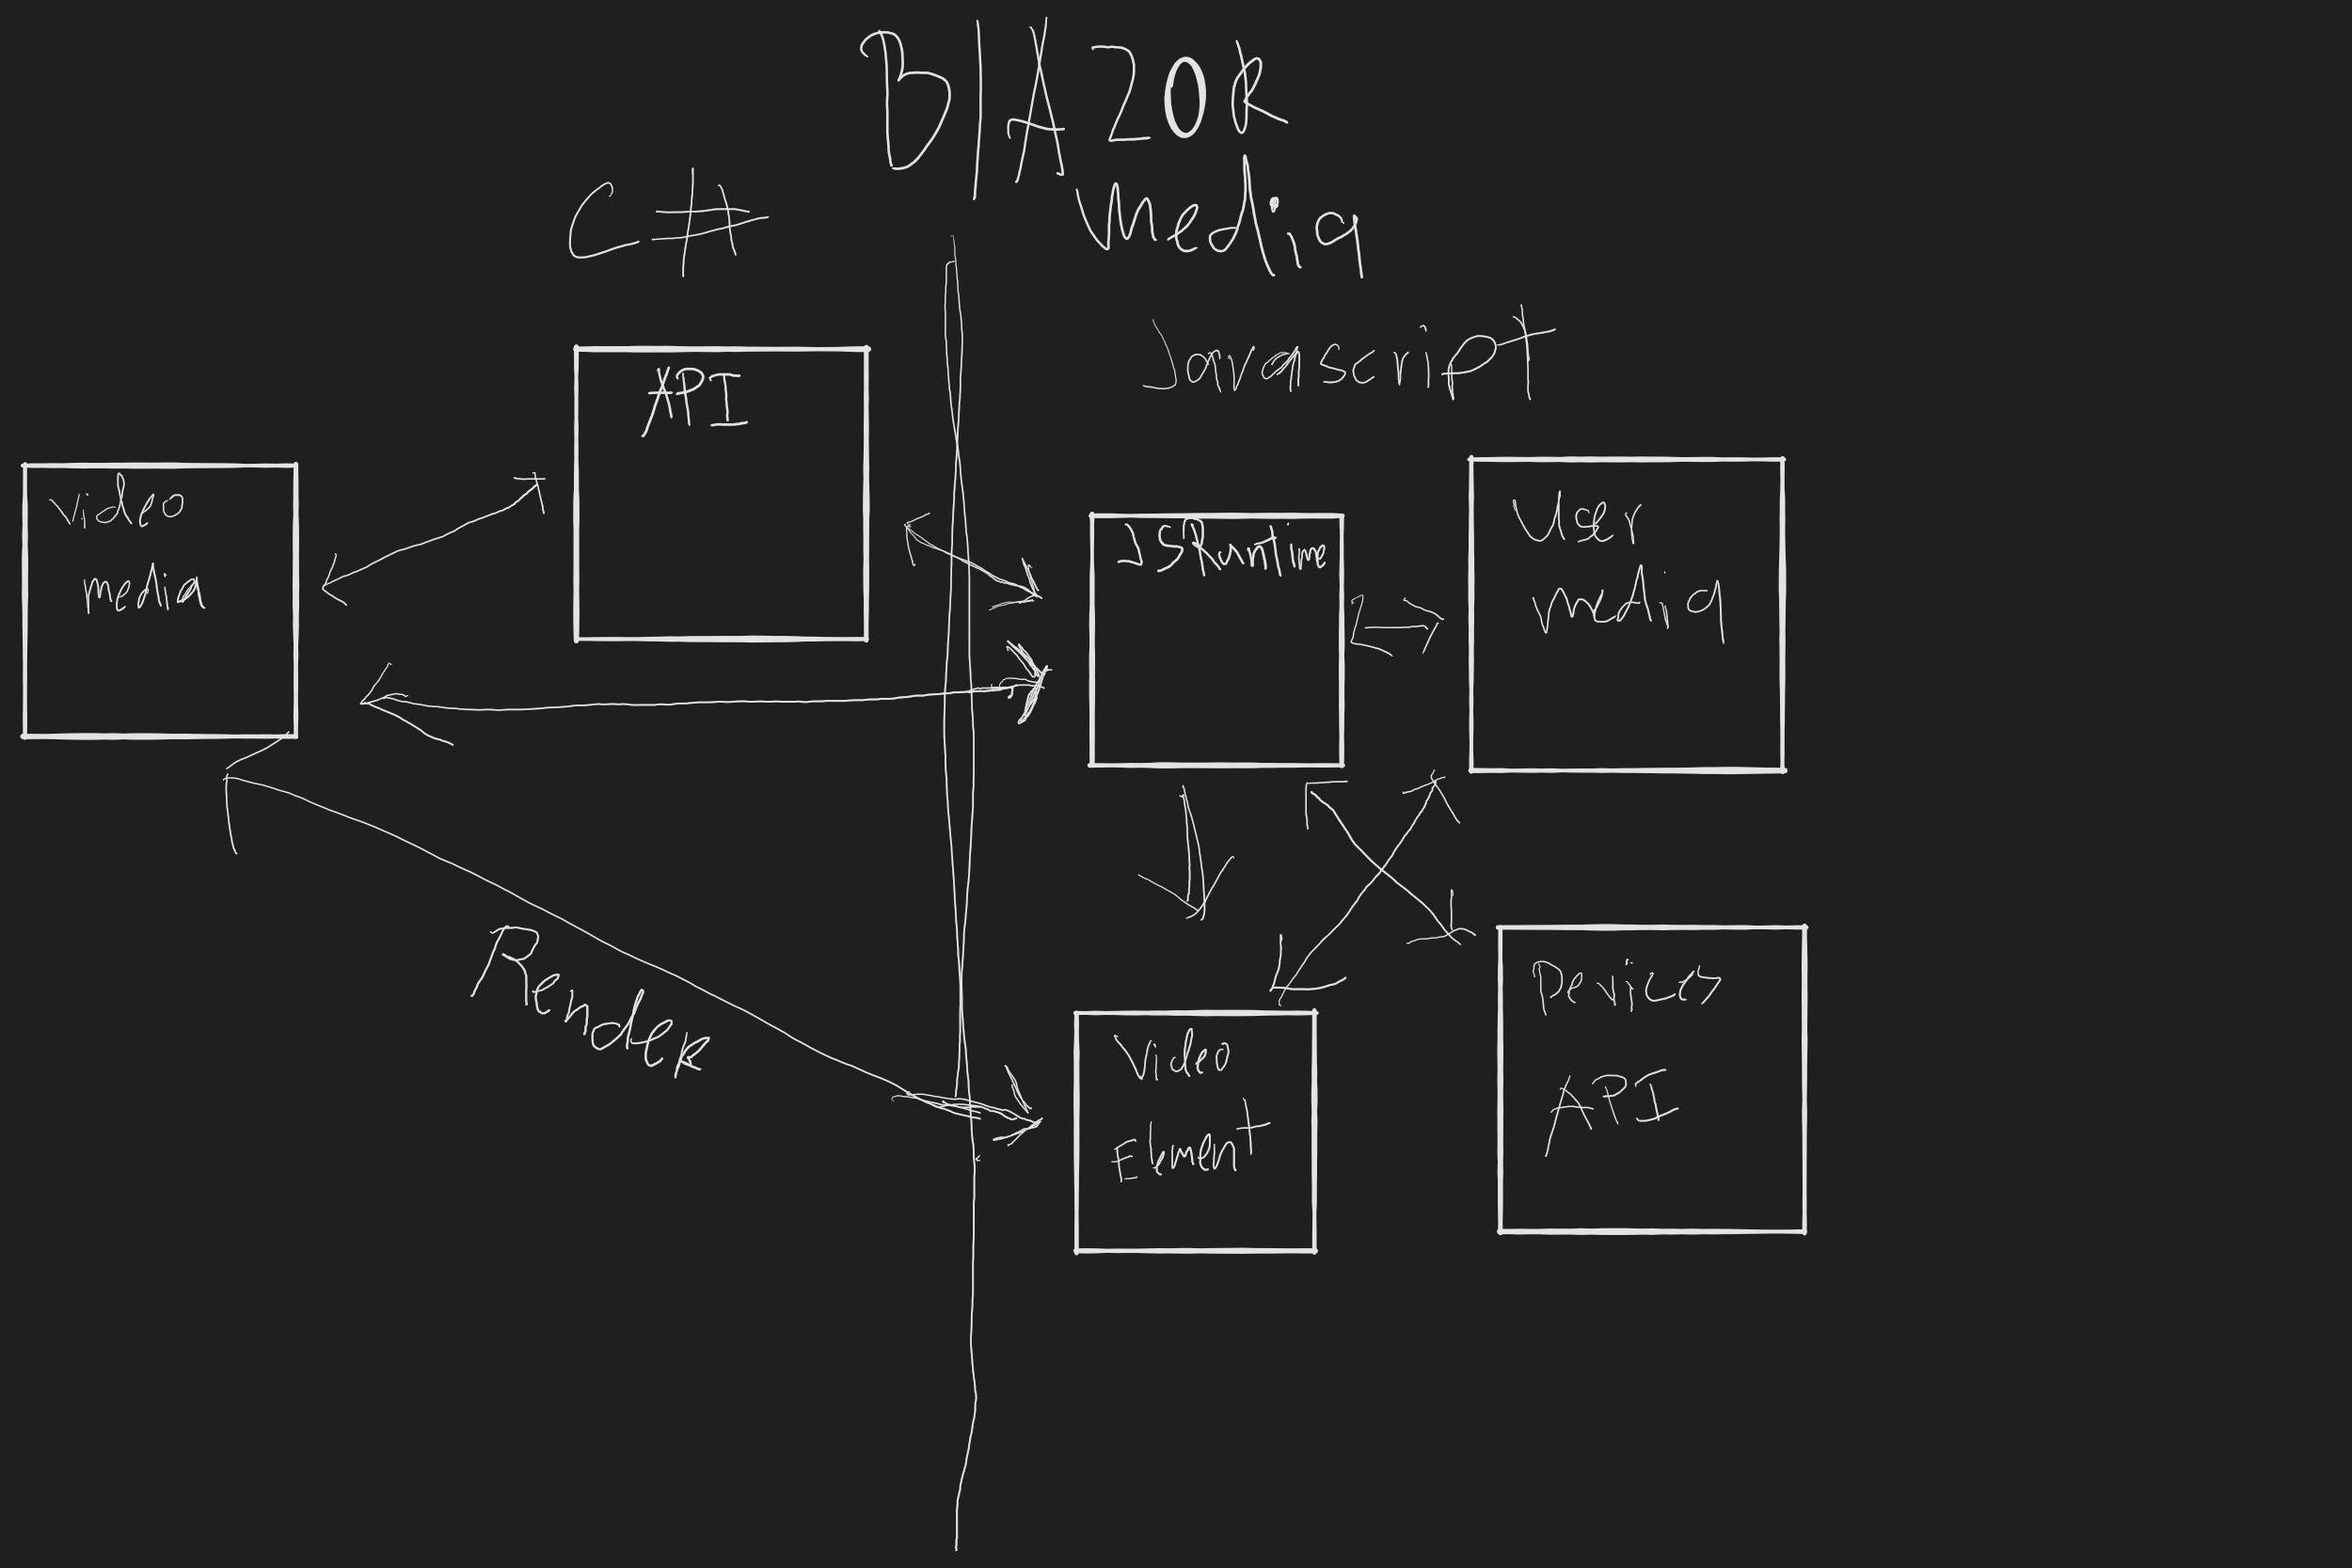 BlAZOR
Media
C#
Javascript
API
Video
media
JSRuntime
User
Media
Render
Devices
API
Video
Element